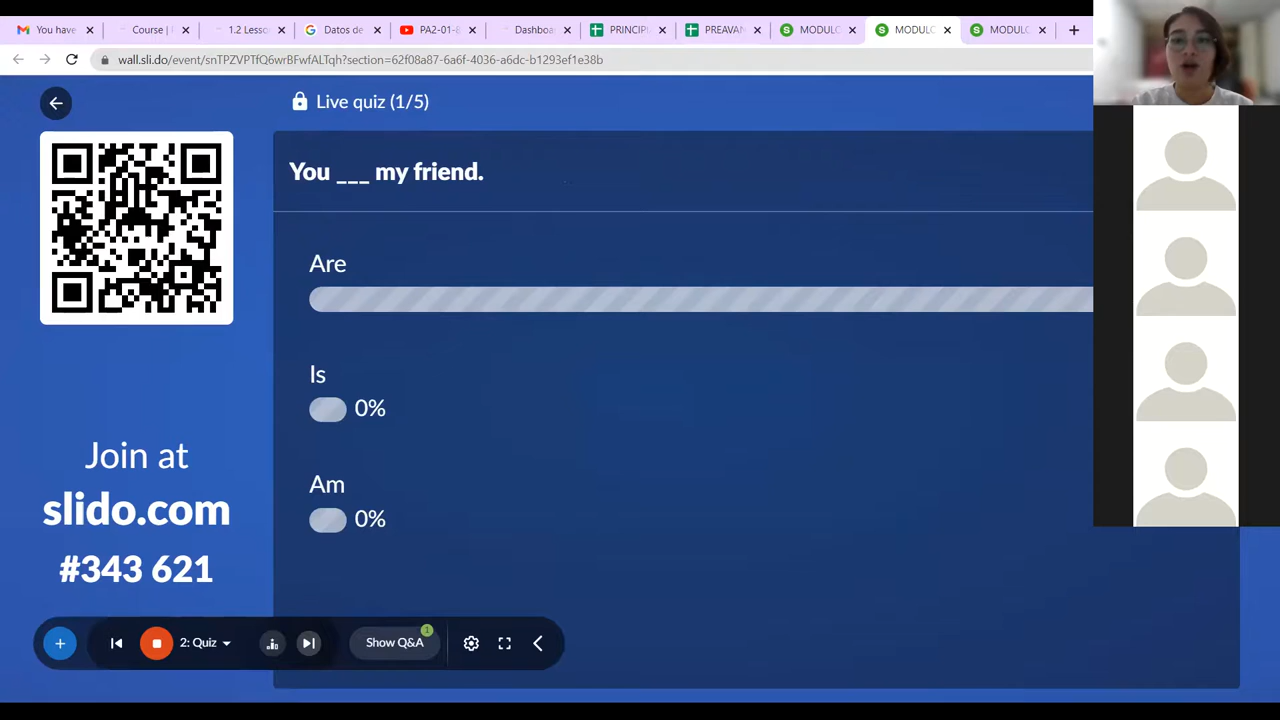 You have
Course |
1.2 Lesso
Datos de
PA2-01-
Dashboa
PRINCIPI
PREAVAN
MODULO
MODULO
MODULO
wall.sli.do/event/snTPZVPTfQ6wrBFwfALTqh?section=62f08a87-6a6f-4036-a6dc-b1293ef1e38b
Live quiz (1/5)
You ___ my friend.
Are
Is
0%
Am
0%
Join at
slido.com
#343 621
2: Quiz
Show Q&A
1